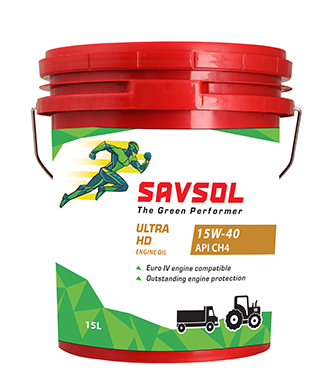 SAVSOL
The Green Performer
ULTRA
HD
ENGINE OIL
15W-40
API CH4
Euro IV engine compatible
Outstanding engine protection
15L